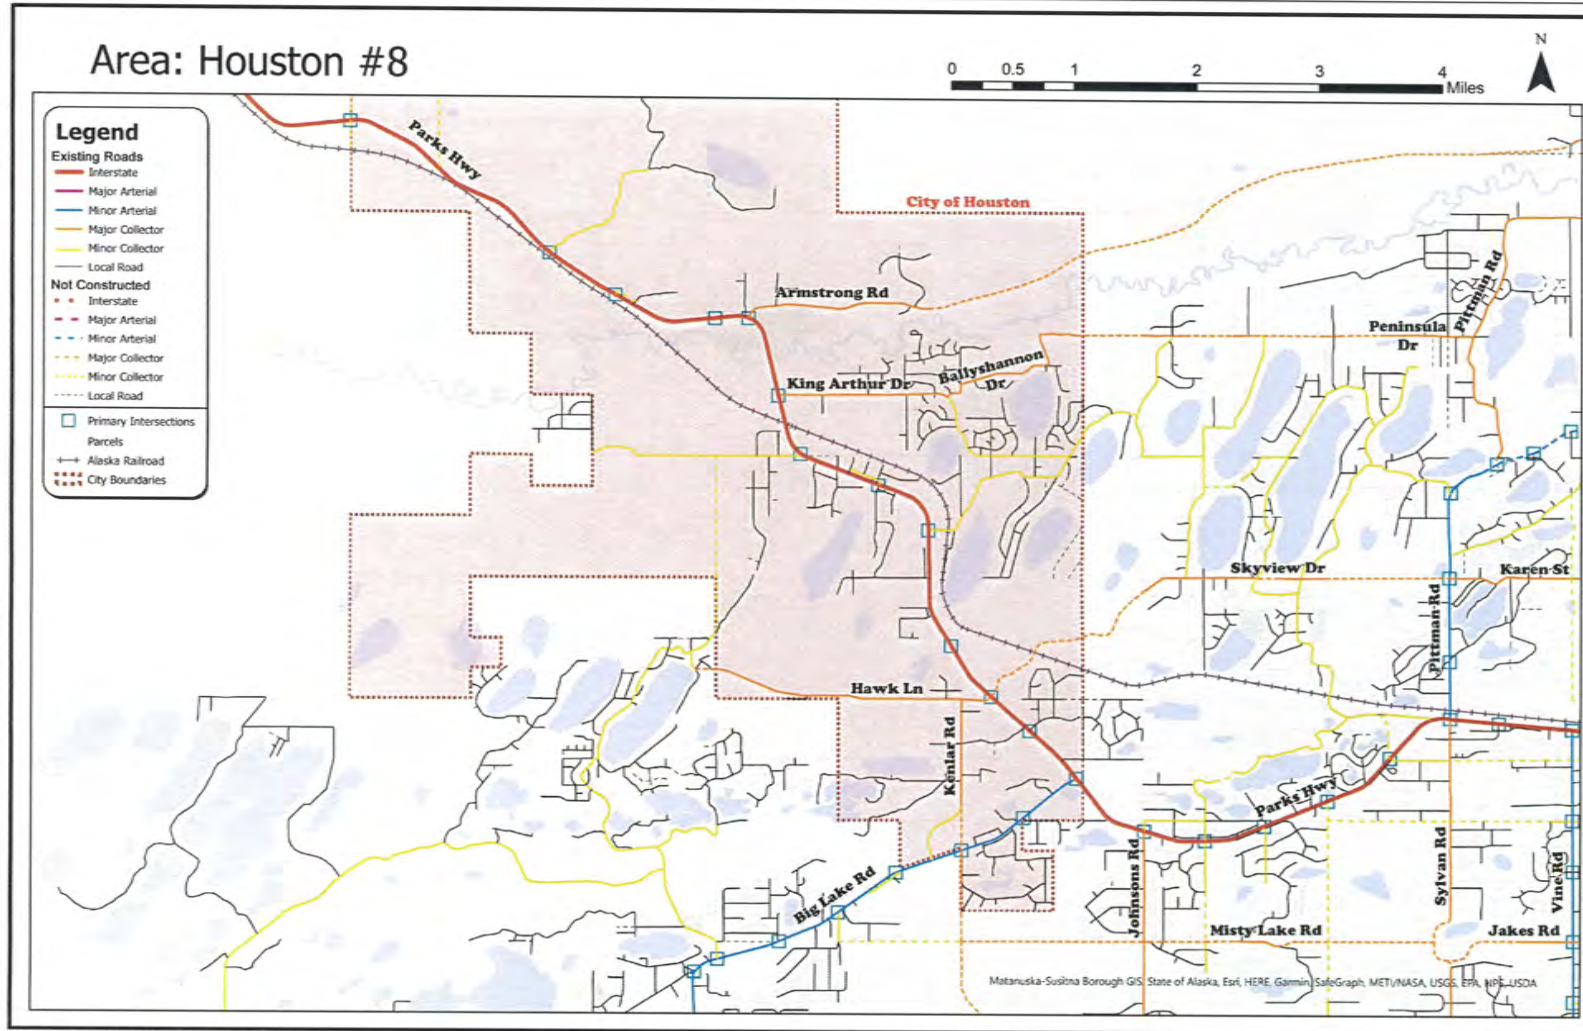 Area: Houston #8
0 0.5 1 2 3 4
Miles
N
Legend
Existing Roads
Interstate
Major Arterial
Minor Arterial
Major Collector
Minor Collector
Local Road
Not Constructed
Interstate
Major Arterial
Minor Arterial
Major Collector
Minor Collector
Local Road
Primary Intersections
Parcels
Alaska Railroad
City Boundaries
Parks Hwy
City of Houston
Armstrong Rd
Pittman Rd
Peninsula
Dr
King Arthur Dr
Ballyshannon
Dr
Skyview Dr
Karen St
Pittman Rd
Hawk Ln
Kenlar Rd
Parks Hwy
Big Lake Rd
Johnsons Rd
Sylvan Rd
Vine Rd
Misty Lake Rd
Jakes Rd
Matanuska-Susitna Borough GIS, State of Alaska, Esri, HERE, Garmin, SafeGraph, METI/NASA, USGS, EPA, NPS, USDA